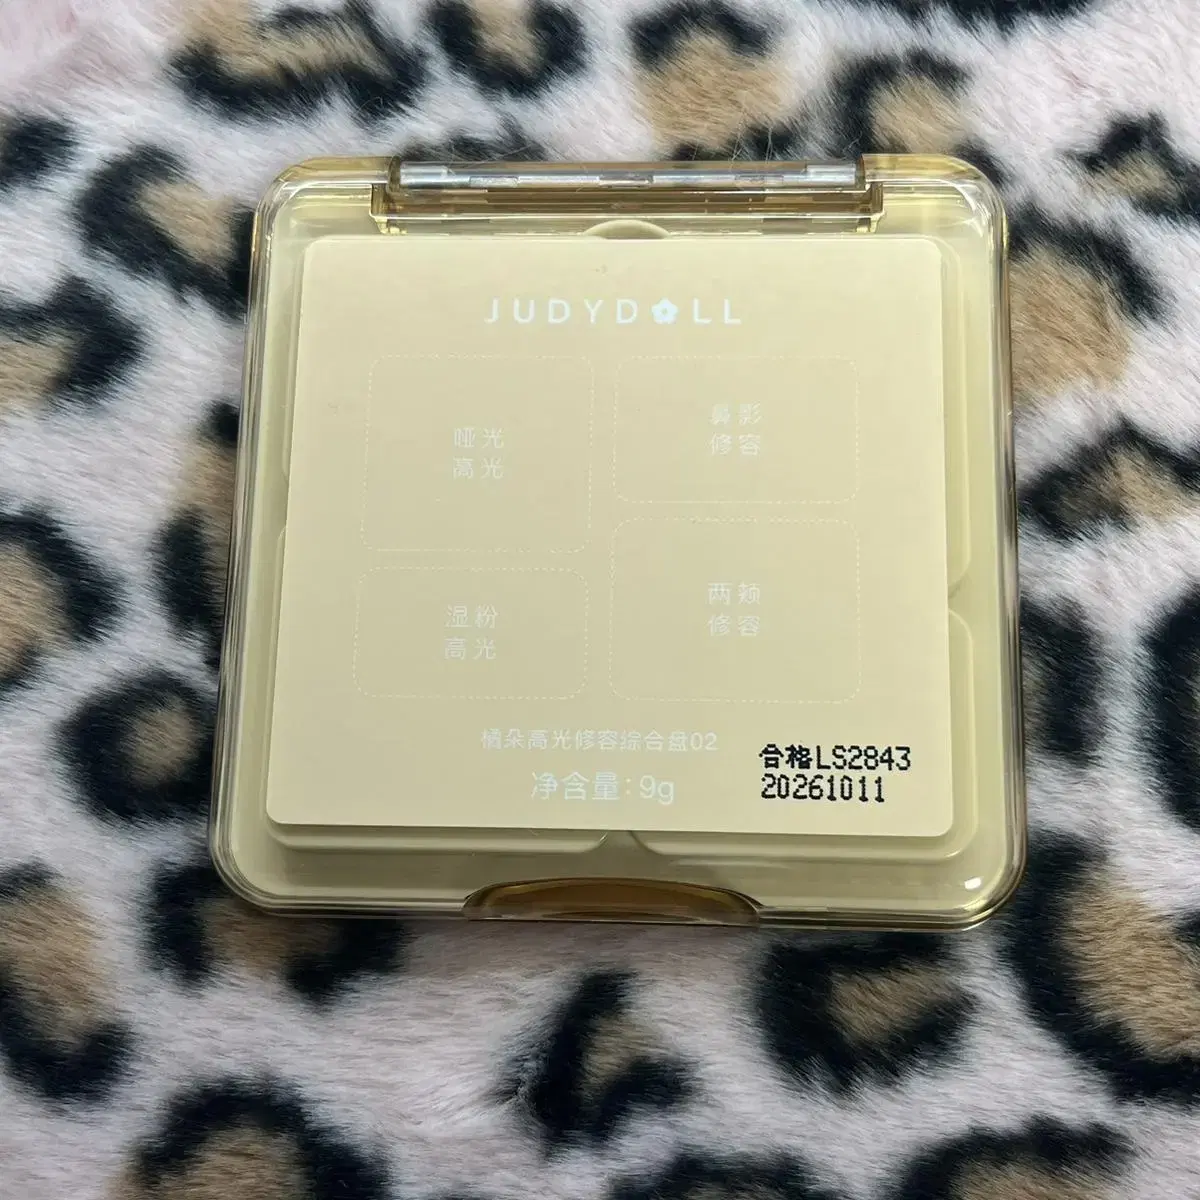 JUDYDOLL
哑光
高光
鼻影
修容
湿粉
高光
两颊
修容
橘朵高光修容综合盘02
净含量:9g
合格LS2843
20261011